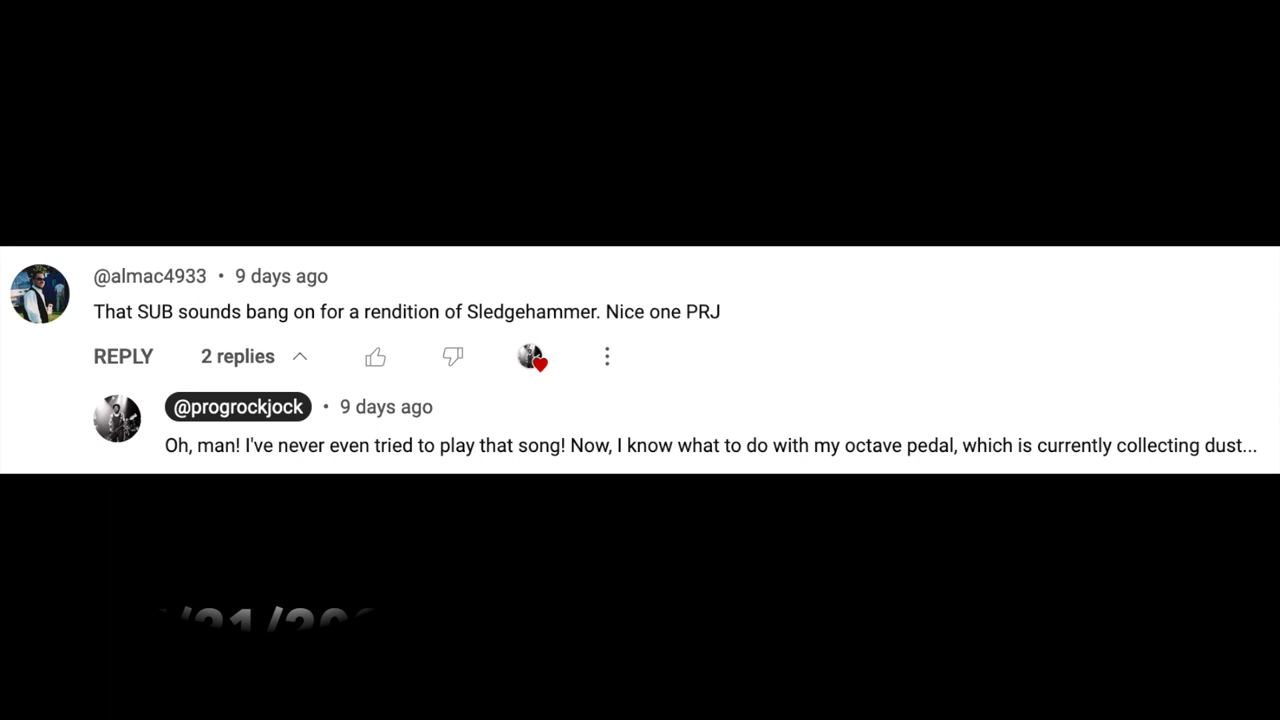 @almac4933 • 9 days ago
That SUB sounds bang on for a rendition of Sledgehammer. Nice one PRJ
REPLY 2 replies
@progrockjock • 9 days ago
Oh, man! I've never even tried to play that song! Now, I know what to do with my octave pedal, which is currently collecting dust...